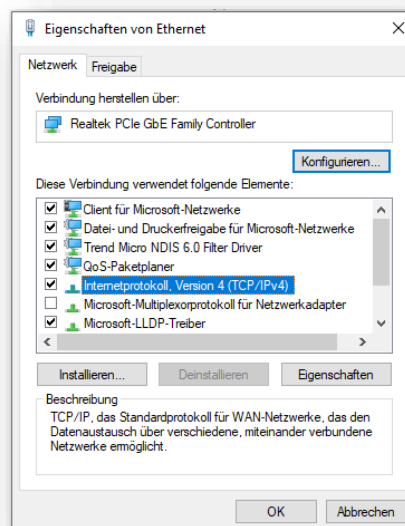 Eigenschaften von Ethernet
Netzwerk
Freigabe
Verbindung herstellen über:
Realtek PCIe GbE Family Controller
Konfigurieren...
Diese Verbindung verwendet folgende Elemente:
Client für Microsoft-Netzwerke
Datei- und Druckerfreigabe für Microsoft-Netzwerke
Trend Micro NDIS 6.0 Filter Driver
QoS-Paketplaner
Internetprotokoll, Version 4 (TCP/IPv4)
Microsoft-Multiplexorprotokoll für Netzwerkadapter
Microsoft-LLDP-Treiber
Installieren...
Deinstallieren
Eigenschaften
Beschreibung
TCP/IP, das Standardprotokoll für WAN-Netzwerke, das den
Datenaustausch über verschiedene, miteinander verbundene
Netzwerke ermöglicht.
OK
Abbrechen